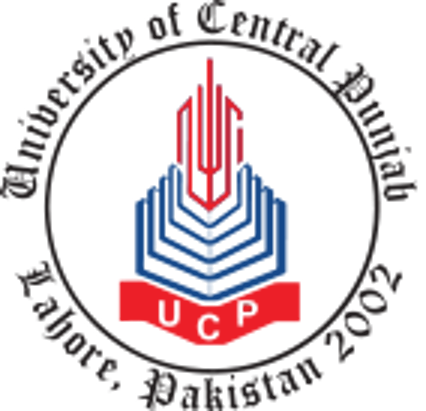 University of Central Punjab
UCP
Lahore, Pakistan 2002